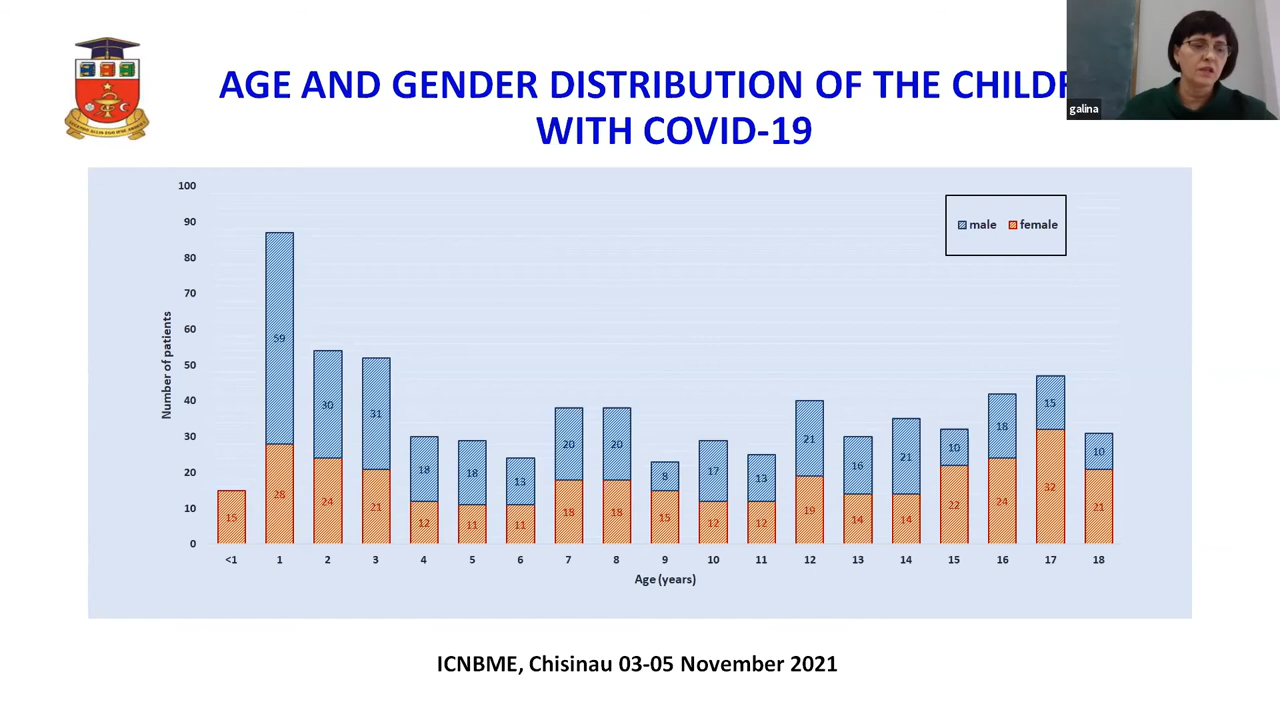 AGE AND GENDER DISTRIBUTION OF THE CHILDR
WITH COVID-19
galina
100
90
80
70
60
50
40
30
20
10
0
Number of patients
male female
59 30 31 18 18 13 20 20 8 17 13 21 16 21 10 18 15 10
15 28 24 21 12 11 11 18 18 15 12 12 19 14 14 22 24 32 21
<1 1 2 3 4 5 6 7 8 9 10 11 12 13 14 15 16 17 18
Age (years)
ICNBME, Chisinau 03-05 November 2021